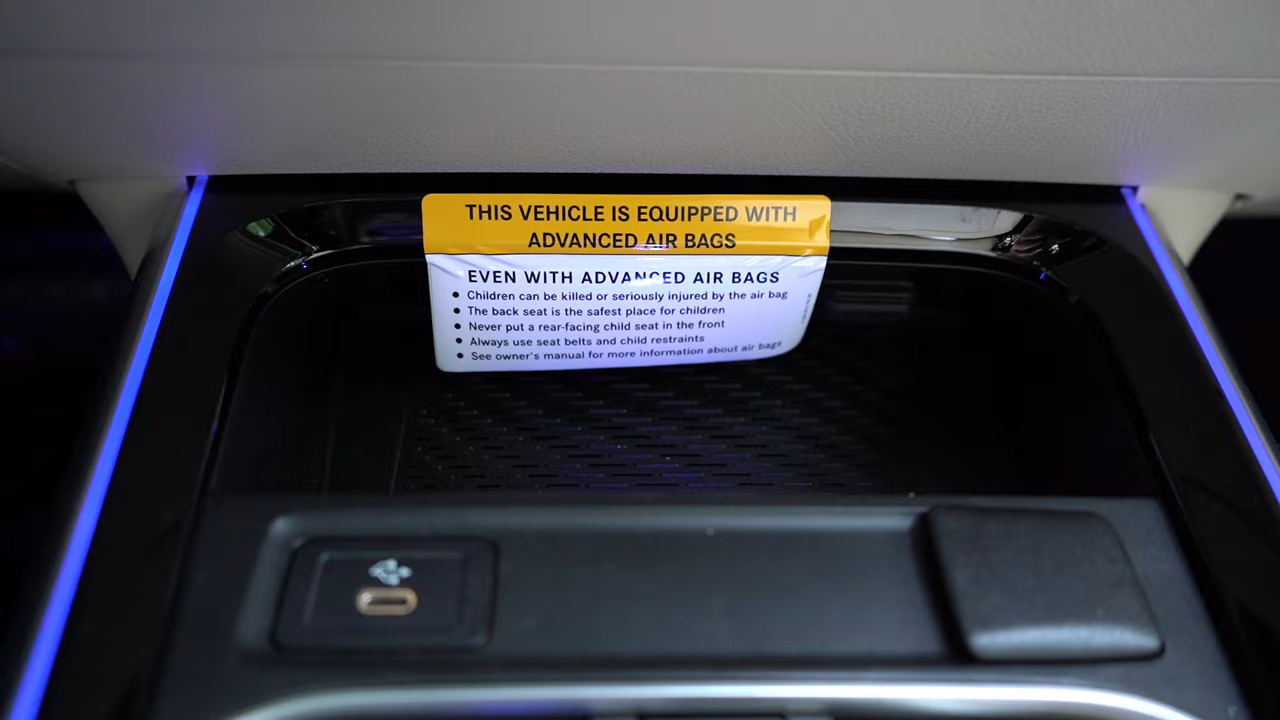 THIS VEHICLE IS EQUIPPED WITH
ADVANCED AIR BAGS
EVEN WITH ADVANCED AIR BAGS
• Children can be killed or seriously injured by the air bag
• The back seat is the safest place for children
• Never put a rear-facing child seat in the front
• Always use seat belts and child restraints
• See owner's manual for more information about air bags